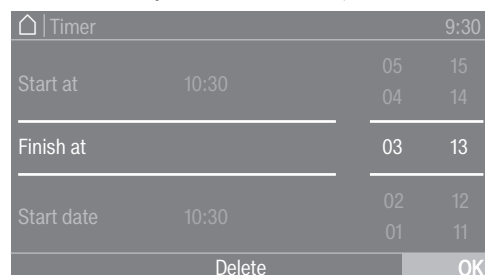 Timer 9:30
05 15
Start at 10:30
04 14
Finish at 03 13
02 12
Start date 10:30
01 11
Delete OK